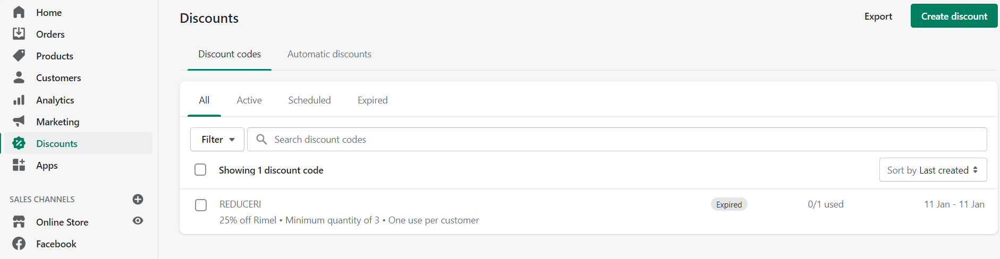 Home
Orders
Products
Customers
Analytics
Marketing
Discounts
Apps
SALES CHANNELS
Online Store
Facebook
Discounts
Export
Create discount
Discount codes
Automatic discounts
All
Active
Scheduled
Expired
Filter
Search discount codes
Showing 1 discount code
Sort by Last created
REDUCERI
Expired
0/1 used
11 Jan - 11 Jan
25% off Rimel • Minimum quantity of 3 • One use per customer